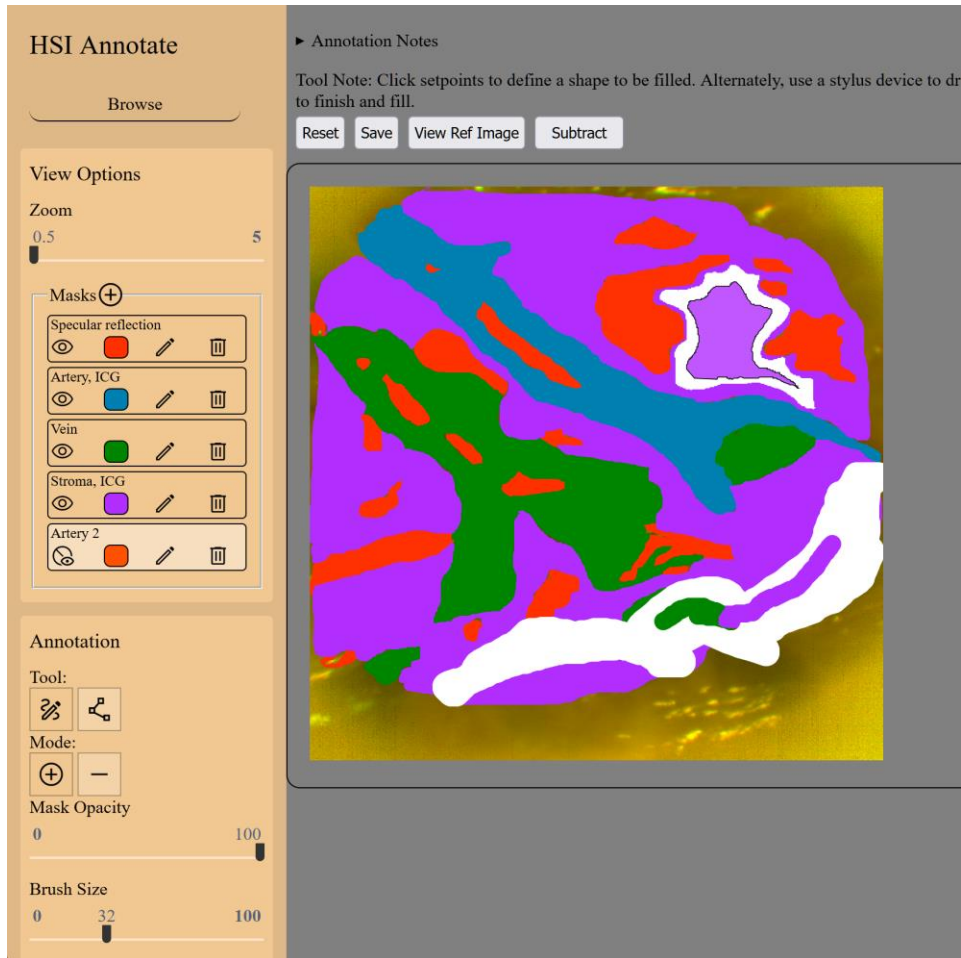 HSI Annotate
Browse
View Options
Zoom
0.5 5
Masks
Specular reflection
Artery, ICG
Vein
Stroma, ICG
Artery 2
Annotation
Tool:
Mode:
Mask Opacity
0 100
Brush Size
0 32 100
Annotation Notes
Tool Note: Click setpoints to define a shape to be filled. Alternately, use a stylus device to dr
to finish and fill.
Reset Save View Ref Image Subtract